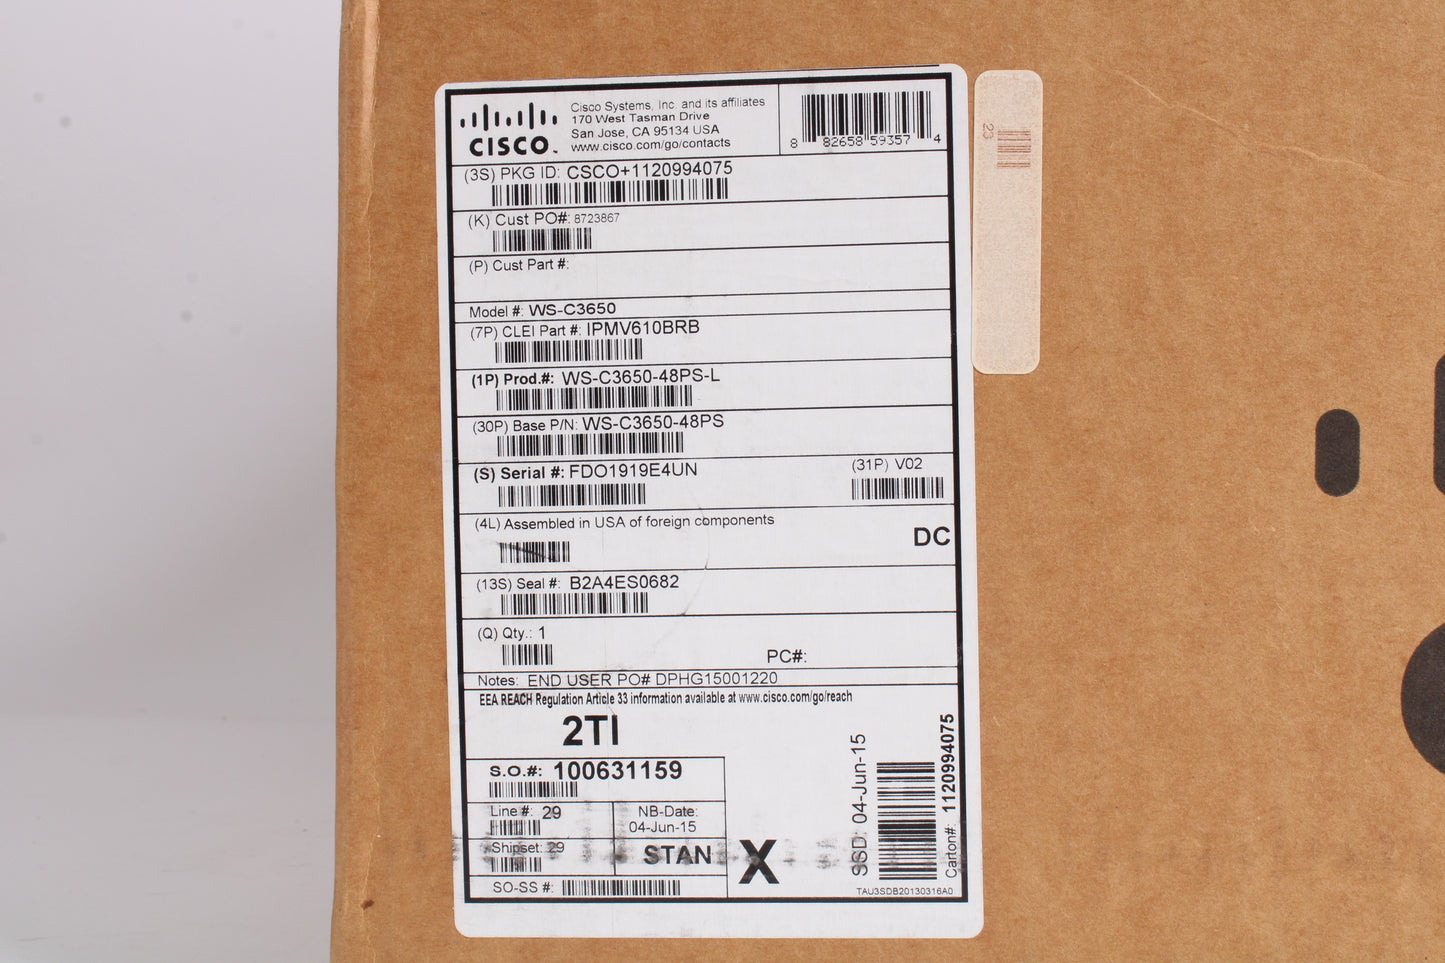 CISCO™
Cisco Systems, Inc. and its affiliates
170 West Tasman Drive
San Jose, CA 95134 USA
www.cisco.com/go/contacts
8 82658 59357 4
(3S) PKG ID: CSCO+1120994075
(K) Cust PO#: 8723867
(P) Cust Part #:
Model #: WS-C3650
(7P) CLEI Part #: IPMV610BRB
(1P) Prod.#: WS-C3650-48PS-L
(30P) Base P/N: WS-C3650-48PS
(S) Serial #: FDO1919E4UN
(31P) V02
(4L) Assembled in USA of foreign components
DC
(13S) Seal #: B2A4ES0682
(Q) Qty.: 1
PC#:
Notes: END USER PO# DPHG15001220
EEA REACH Regulation Article 33 information available at www.cisco.com/go/reach
2TI
S.O.#: 100631159
Line #: 29
NB-Date:
04-Jun-15
Shipset: 29
STAN
X
SO-SS #:
SSD: 04-Jun-15
Carton#: 1120994075
TAU3SDB20130316A0
23